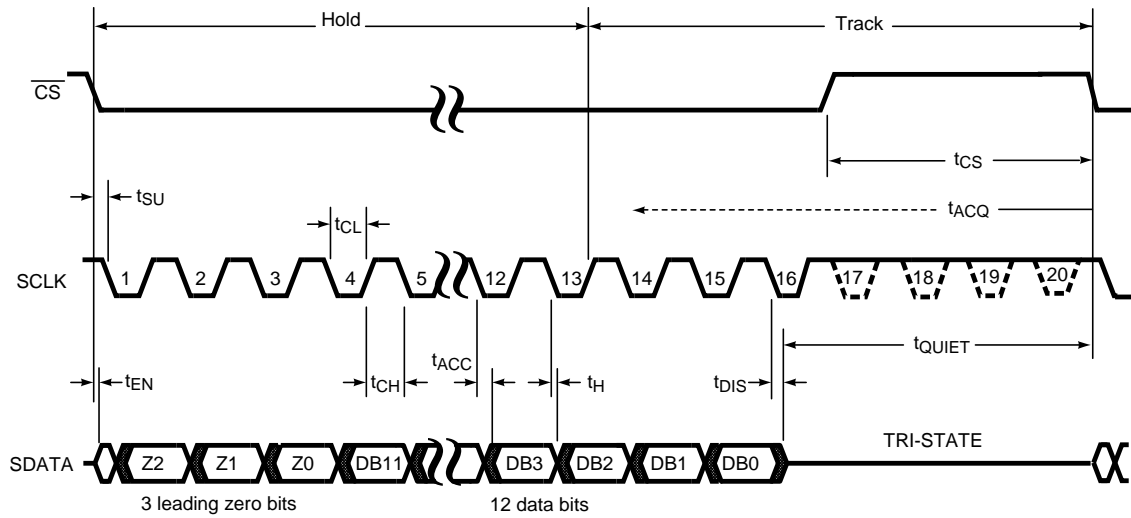 Hold Track
CS
tCS
tSU
tCL
tACQ
SCLK 1 2 3 4 5 12 13 14 15 16 17 18 19 20
tQUIET
tACC
tEN tCH tH tDIS
TRI-STATE
SDATA Z2 Z1 Z0 DB11 DB3 DB2 DB1 DB0
3 leading zero bits 12 data bits